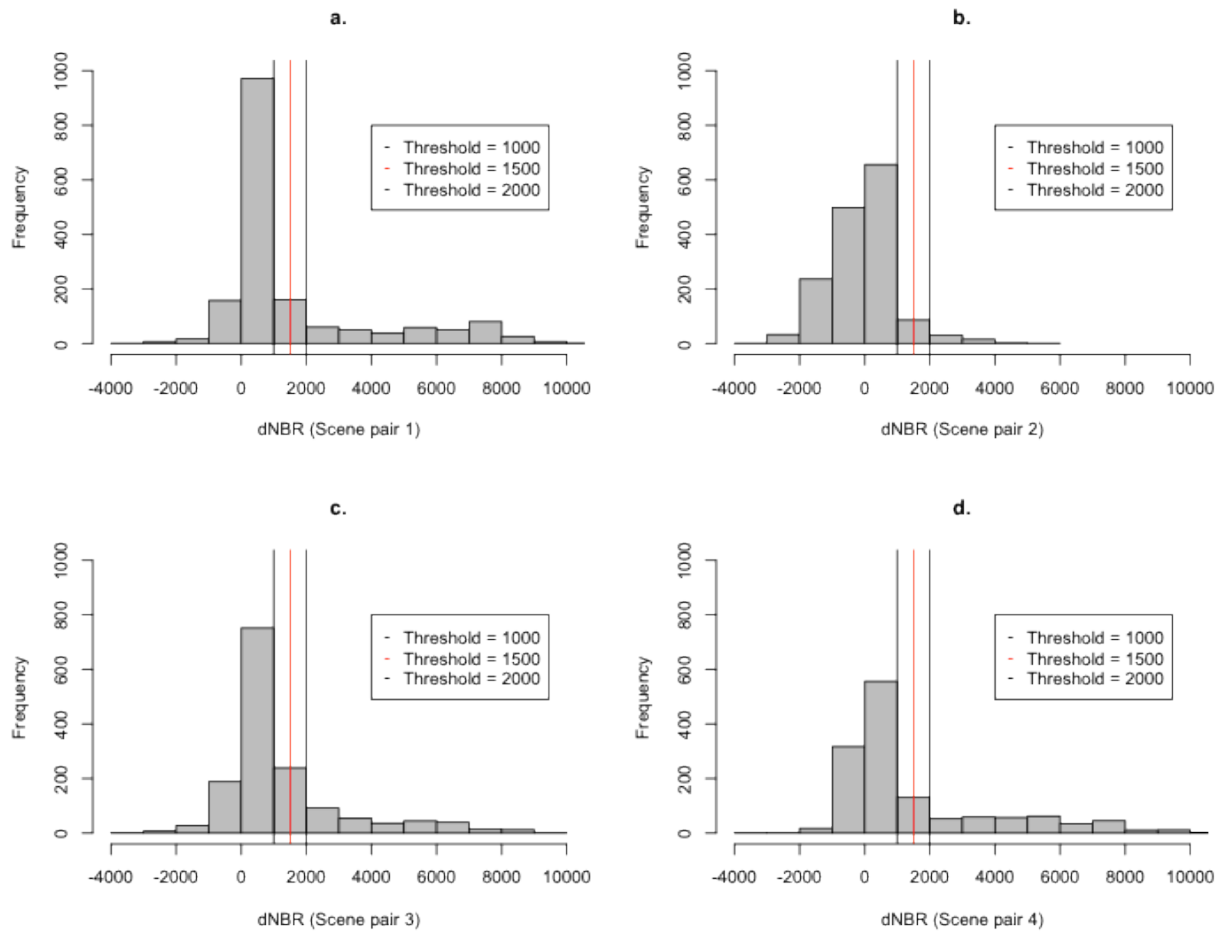 a.
Frequency
0 200 400 600 800 1000
- Threshold = 1000
- Threshold = 1500
- Threshold = 2000
-4000 -2000 0 2000 4000 6000 8000 10000
dNBR (Scene pair 1)
b.
Frequency
0 200 400 600 800 1000
- Threshold = 1000
- Threshold = 1500
- Threshold = 2000
-4000 -2000 0 2000 4000 6000 8000 10000
dNBR (Scene pair 2)
c.
Frequency
0 200 400 600 800 1000
- Threshold = 1000
- Threshold = 1500
- Threshold = 2000
-4000 -2000 0 2000 4000 6000 8000 10000
dNBR (Scene pair 3)
d.
Frequency
0 200 400 600 800 1000
- Threshold = 1000
- Threshold = 1500
- Threshold = 2000
-4000 -2000 0 2000 4000 6000 8000 10000
dNBR (Scene pair 4)